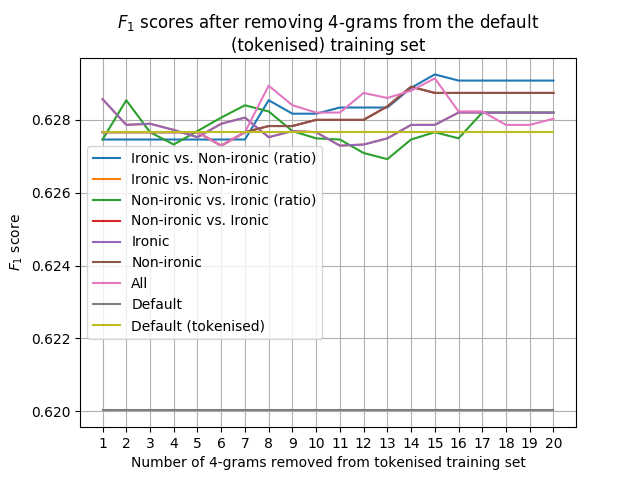 F1 scores after removing 4-grams from the default
(tokenised) training set
0.628
0.626
0.624
0.622
0.620
F1 score
Ironic vs. Non-ironic (ratio)
Ironic vs. Non-ironic
Non-ironic vs. Ironic (ratio)
Non-ironic vs. Ironic
Ironic
Non-ironic
All
Default
Default (tokenised)
1 2 3 4 5 6 7 8 9 10 11 12 13 14 15 16 17 18 19 20
Number of 4-grams removed from tokenised training set